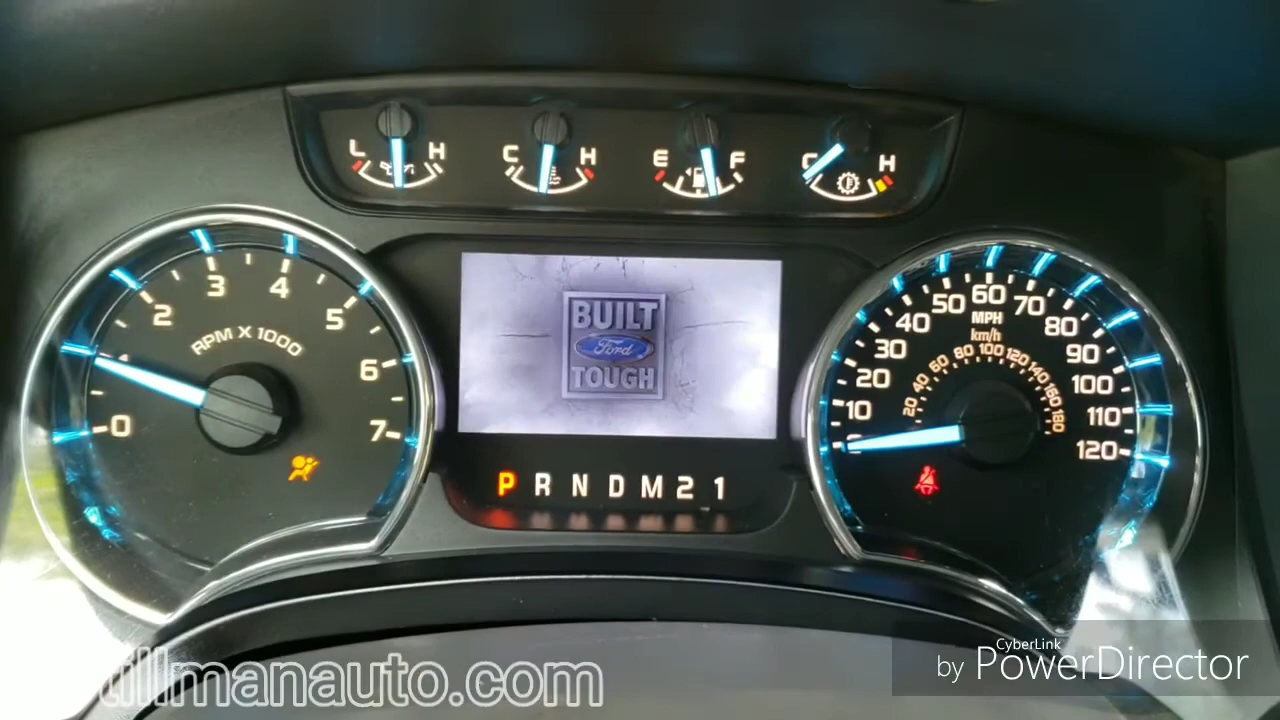 L H C H E F C H
BUILT
Ford
TOUGH
0 1 2 3 4 5 6 7
RPM X 1000
0 10 20 30 40 50 60 70 80 90 100 110 120
MPH
km/h
20 40 60 80 100 120 140 160 180
P R N D M 2 1
tillmanauto.com
CyberLink
by PowerDirector